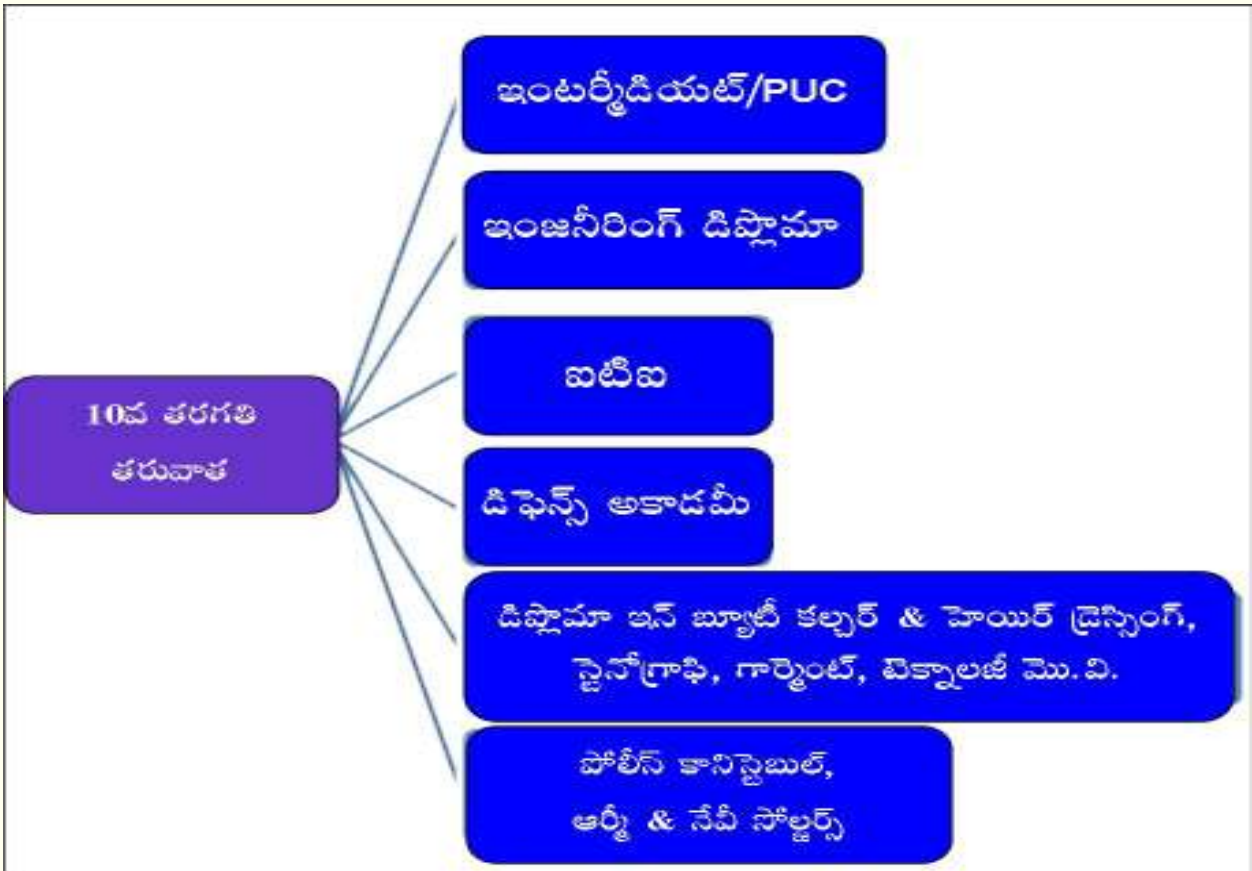 ఇంటర్మీడియట్/PUC
ఇంజనీరింగ్ డిప్లొమా
ఐటిఐ
10వ తరగతి
తరువాత
డిఫెన్స్ అకాడమీ
డిప్లొమా ఇన్ బ్యూటీ కల్చర్ & హెయిర్ డ్రెస్సింగ్,
స్టెనోగ్రాఫి, గార్మెంట్, టెక్నాలజీ మొ.వి.
పోలీస్ కానిస్టెబుల్,
ఆర్మీ & నేవీ సోల్జర్స్